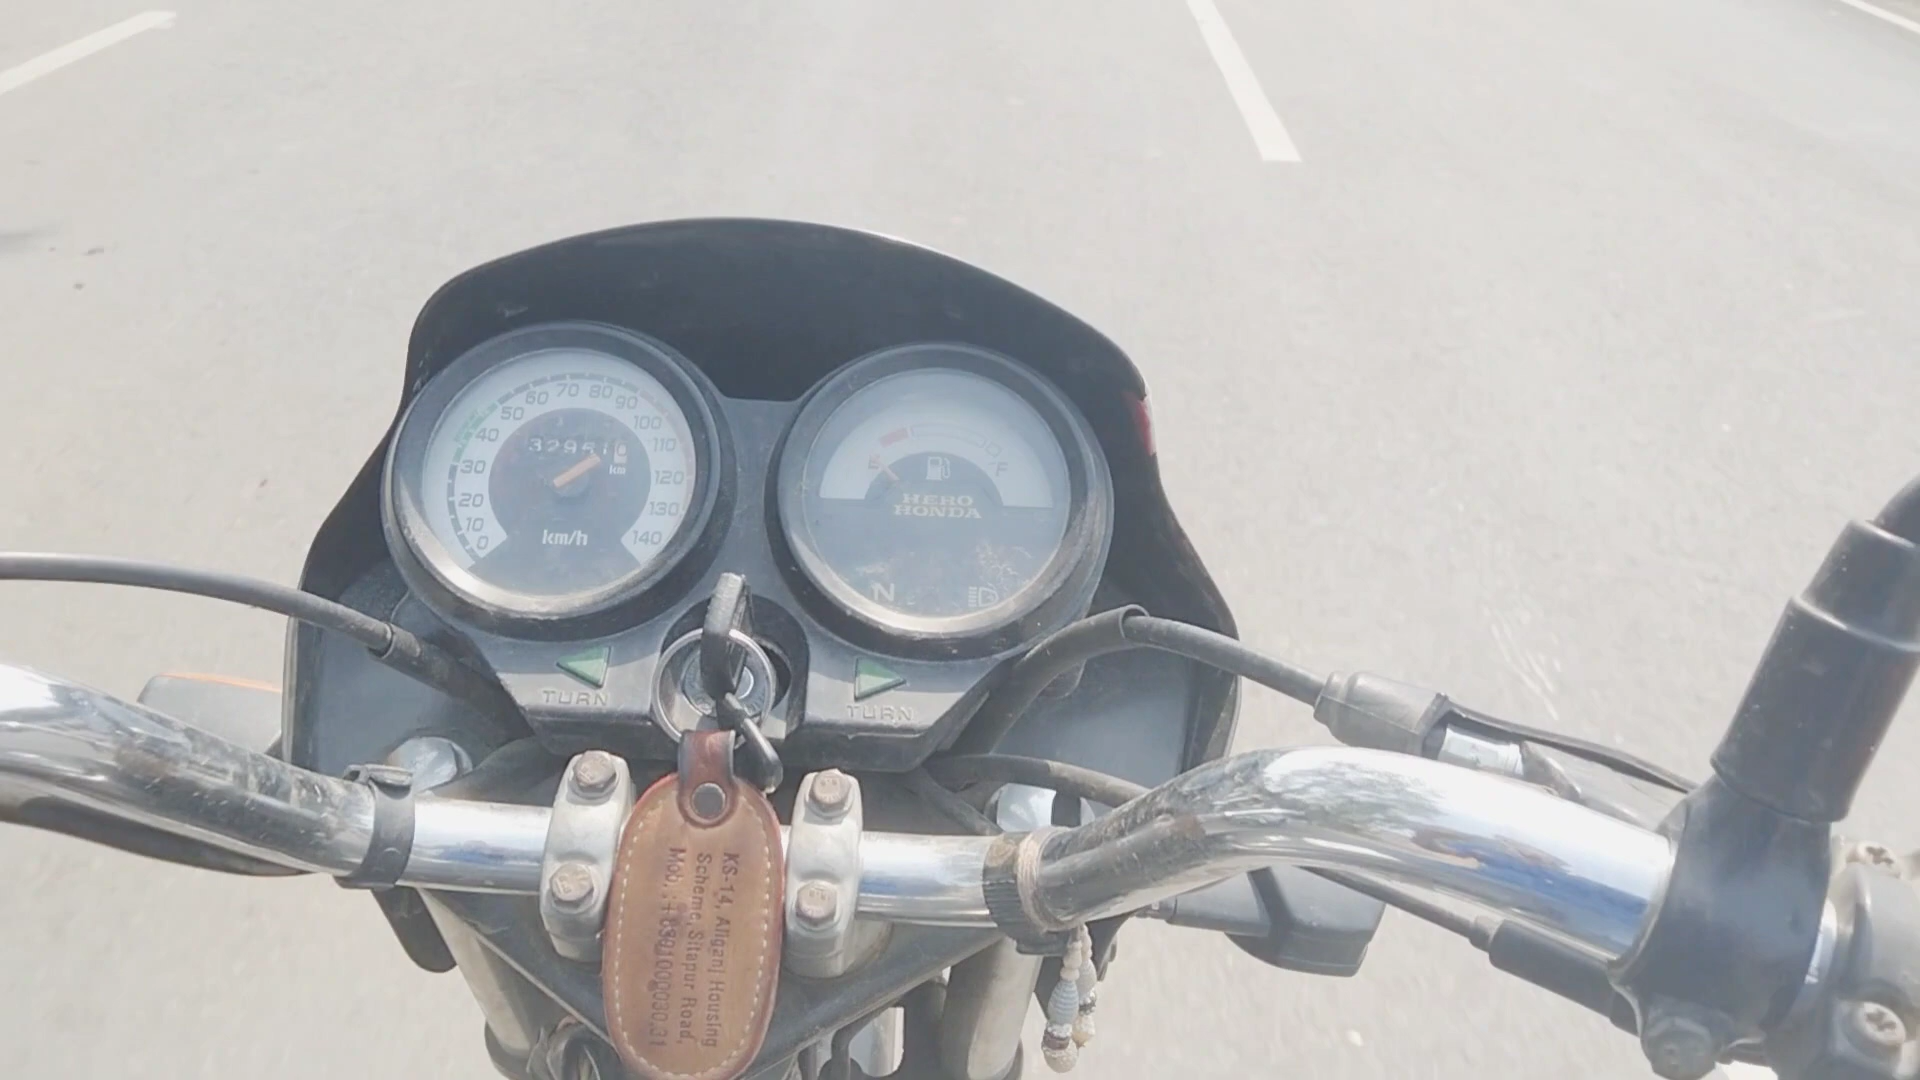 0
10
20
30
40
50
60
70
80
90
100
110
120
130
140
km
km/h
E
F
HERO
HONDA
N
TURN
TURN
KS-14, Aliganj Housing
Scheme, Sitapur Road,